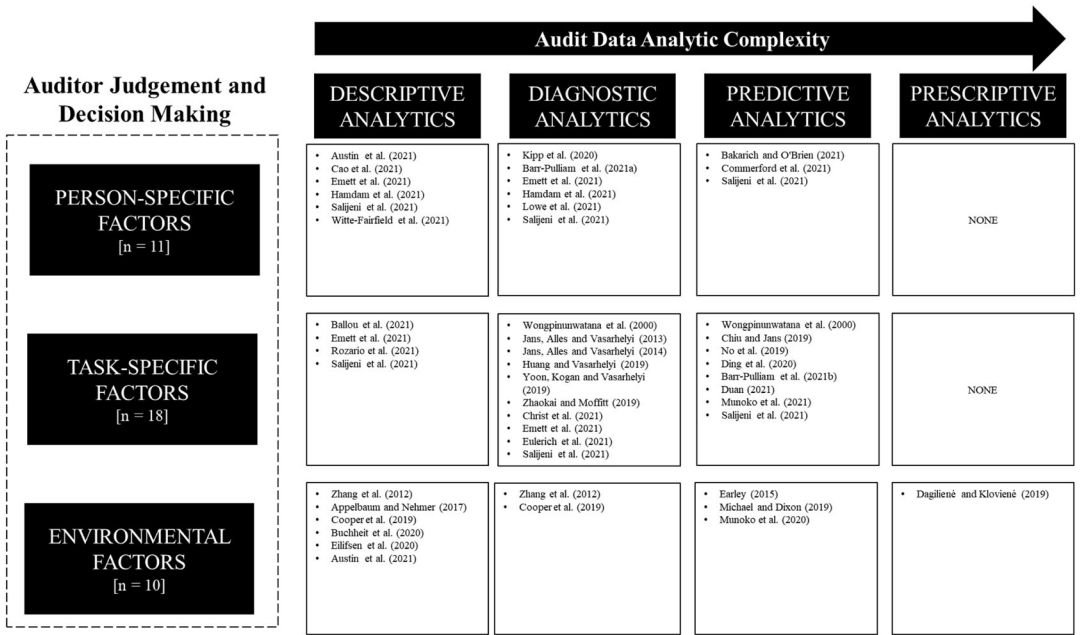 Audit Data Analytic Complexity
Auditor Judgement and
Decision Making
DESCRIPTIVE
ANALYTICS
DIAGNOSTIC
ANALYTICS
PREDICTIVE
ANALYTICS
PRESCRIPTIVE
ANALYTICS
PERSON-SPECIFIC
FACTORS
[n = 11]
• Austin et al. (2021)
• Cao et al. (2021)
• Emett et al. (2021)
• Hamdam et al. (2021)
• Salijeni et al. (2021)
• Witte-Fairfield et al. (2021)
• Kipp et al. (2020)
• Barr-Pulliam et al. (2021a)
• Emett et al. (2021)
• Hamdam et al. (2021)
• Lowe et al. (2021)
• Salijeni et al. (2021)
• Bakarich and O'Brien (2021)
• Commerford et al. (2021)
• Salijeni et al. (2021)
NONE
TASK-SPECIFIC
FACTORS
[n = 18]
• Ballou et al. (2021)
• Emett et al. (2021)
• Rozario et al. (2021)
• Salijeni et al. (2021)
• Wongpinunwatana et al. (2000)
• Jans, Alles and Vasarhelyi (2013)
• Jans, Alles and Vasarhelyi (2014)
• Huang and Vasarhelyi (2019)
• Yoon, Kogan and Vasarhelyi
(2019)
• Zhaokai and Moffitt (2019)
• Christ et al. (2021)
• Emett et al. (2021)
• Eulerich et al. (2021)
• Salijeni et al. (2021)
• Wongpinunwatana et al. (2000)
• Chiu and Jans (2019)
• No et al. (2019)
• Ding et al. (2020)
• Barr-Pulliam et al. (2021b)
• Duan (2021)
• Munoko et al. (2021)
• Salijeni et al. (2021)
NONE
ENVIRONMENTAL
FACTORS
[n = 10]
• Zhang et al. (2012)
• Appelbaum and Nehmer (2017)
• Cooper et al. (2019)
• Buchheit et al. (2020)
• Eilifsen et al. (2020)
• Austin et al. (2021)
• Zhang et al. (2012)
• Cooper et al. (2019)
• Earley (2015)
• Michael and Dixon (2019)
• Munoko et al. (2020)
• Dagilienė and Klovienė (2019)